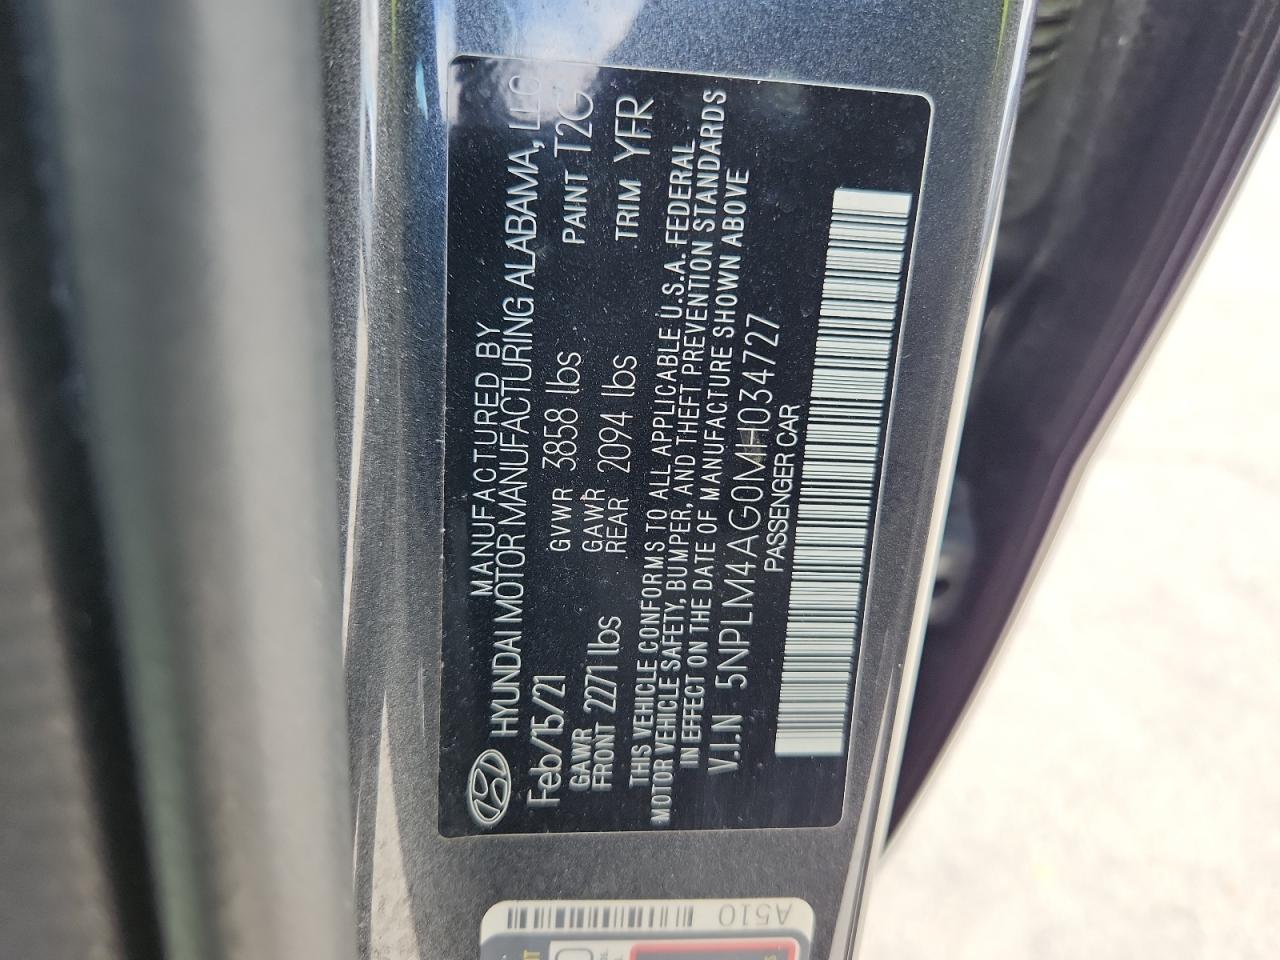 MANUFACTURED BY
HYUNDAI MOTOR MANUFACTURING ALABAMA, LLC
Feb/15/21 GVWR 3858 lbs PAINT T2G
GAWR FRONT 2271 lbs GAWR REAR 2094 lbs TRIM YFR
THIS VEHICLE CONFORMS TO ALL APPLICABLE U.S.A. FEDERAL
MOTOR VEHICLE SAFETY, BUMPER, AND THEFT PREVENTION STANDARDS
IN EFFECT ON THE DATE OF MANUFACTURE SHOWN ABOVE
V.I.N 5NPLM4AG0MH034727
PASSENGER CAR
A510